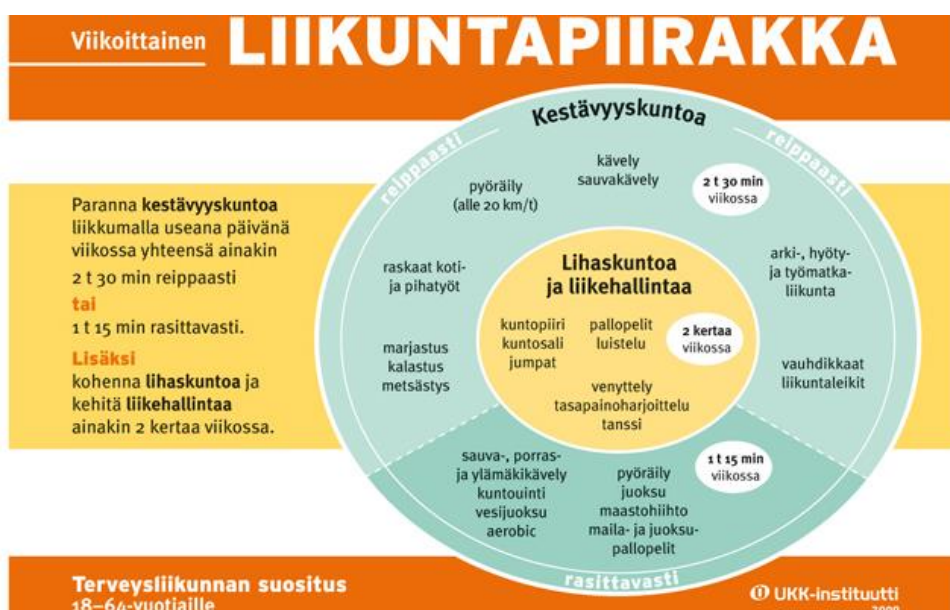 Viikoittainen LIIKUNTAPIIRAKKA
Paranna kestävyyskuntoa
liikkumalla useana päivänä
viikossa yhteensä ainakin
2 t 30 min reippaasti
tai
1 t 15 min rasittavasti.
Lisäksi
kohenna lihaskuntoa ja
kehitä liikehallintaa
ainakin 2 kertaa viikossa.
Kestävyyskuntoa
reippaasti
reippaasti
kävely
sauvakävely
2 t 30 min
viikossa
pyöräily
(alle 20 km/t)
raskaat koti-
ja pihatyöt
marjastus
kalastus
metsästys
arki-, hyöty-
ja työmatka-
liikunta
vauhdikkaat
liikuntaleikit
Lihaskuntoa
ja liikehallintaa
kuntopiiri
kuntosali
jumpat
pallopelit
luistelu
2 kertaa
viikossa
venyttely
tasapainoharjoittelu
tanssi
sauva-, porras-
ja ylämäkikävely
kuntouinti
vesijuoksu
aerobic
pyöräily
juoksu
maastohiihto
maila- ja juoksu-
pallopelit
1 t 15 min
viikossa
rasittavasti
Terveysliikunnan suositus
18–64-vuotiaille
UKK-instituutti
2009